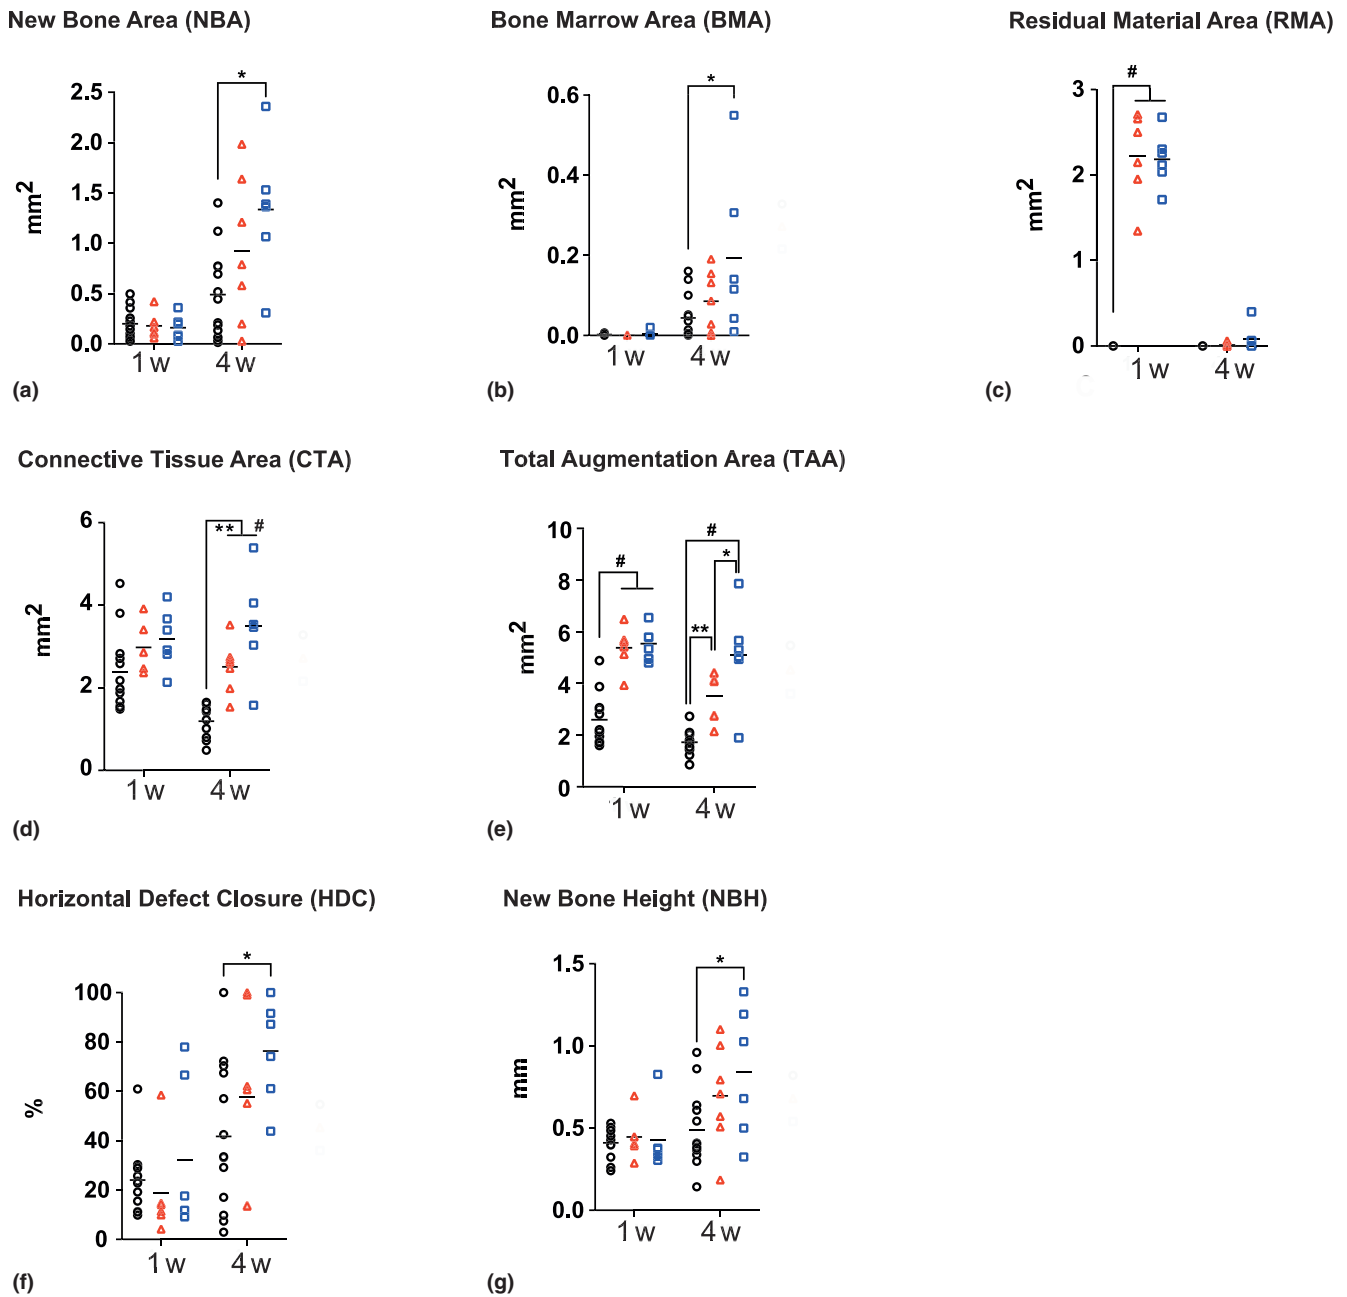 New Bone Area (NBA)
Bone Marrow Area (BMA)
Residual Material Area (RMA)
mm2
2.5
2.0
1.5
1.0
0.5
0.0
*
1 w
4 w
(a)
mm2
0.6
0.4
0.2
0.0
*
1 w
4 w
(b)
mm2
3
2
1
0
#
1 w
4 w
(c)
Connective Tissue Area (CTA)
Total Augmentation Area (TAA)
mm2
6
4
2
0
** #
1 w
4 w
(d)
mm2
10
8
6
4
2
0
#
#
*
**
1 w
4 w
(e)
Horizontal Defect Closure (HDC)
New Bone Height (NBH)
%
100
80
60
40
20
0
*
1 w
4 w
(f)
mm
1.5
1.0
0.5
0.0
*
1 w
4 w
(g)